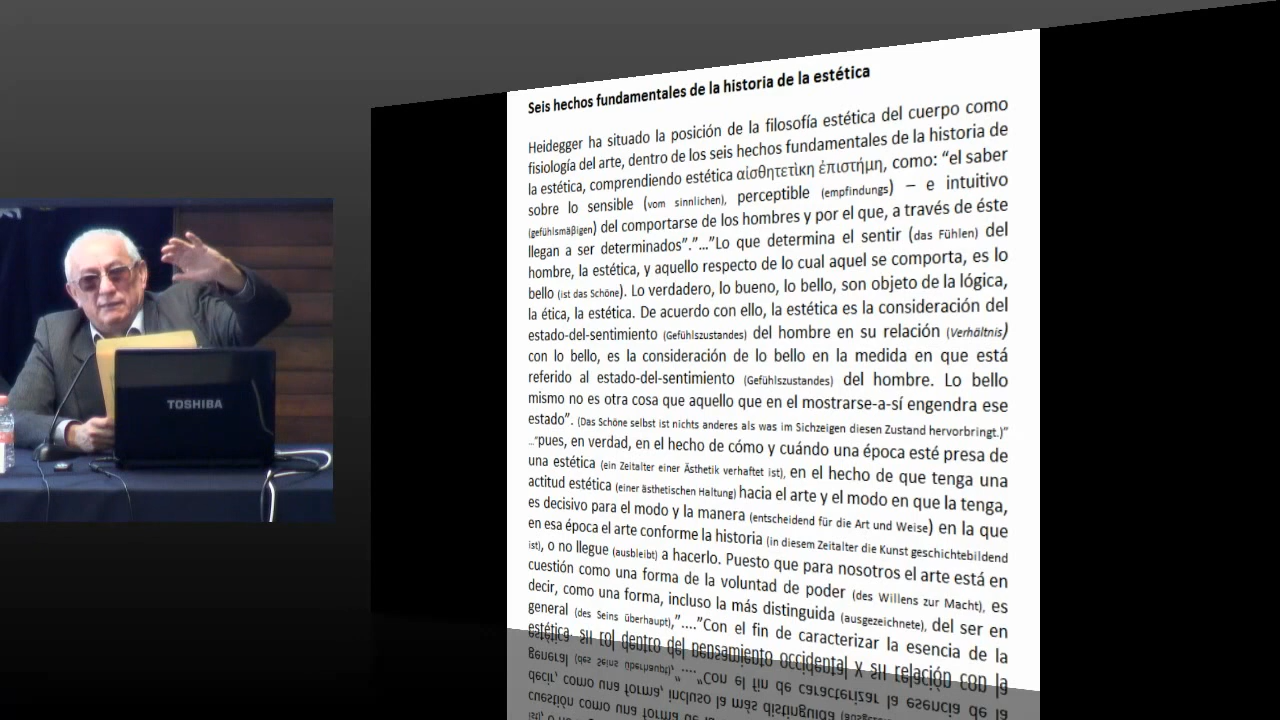 Seis hechos fundamentales de la historia de la estética
Heidegger ha situado la posición de la filosofía estética del cuerpo como
fisiología del arte, dentro de los seis hechos fundamentales de la historia de
la estética, comprendiendo estética αἰσθητετὶκη ἐπιστήμη, como: “el saber
sobre lo sensible (vom sinnlichen), perceptible (empfindungs) – e intuitivo
(gefühlsmäßigen) del comportarse de los hombres y por el que, a través de éste
llegan a ser determinados”.”...”Lo que determina el sentir (das Fühlen) del
hombre, la estética, y aquello respecto de lo cual aquel se comporta, es lo
bello (ist das Schöne). Lo verdadero, lo bueno, lo bello, son objeto de la lógica,
la ética, la estética. De acuerdo con ello, la estética es la consideración del
estado-del-sentimiento (Gefühlszustandes) del hombre en su relación (Verhältnis)
con lo bello, es la consideración de lo bello en la medida en que está
referido al estado-del-sentimiento (Gefühlszustandes) del hombre. Lo bello
mismo no es otra cosa que aquello que en el mostrarse-a-sí engendra ese
estado”. (Das Schöne selbst ist nichts anderes als was im Sichzeigen diesen Zustand hervorbringt.)”
...”pues, en verdad, en el hecho de cómo y cuándo una época esté presa de
una estética (ein Zeitalter einer Ästhetik verhaftet ist), en el hecho de que tenga una
actitud estética (einer ästhetischen Haltung) hacia el arte y el modo en que la tenga,
es decisivo para el modo y la manera (entscheidend für die Art und Weise) en la que
en esa época el arte conforme la historia (in diesem Zeitalter die Kunst geschichtebildend
ist), o no llegue (ausbleibt) a hacerlo. Puesto que para nosotros el arte está en
cuestión como una forma de la voluntad de poder (des Willens zur Macht), es
decir, como una forma, incluso la más distinguida (ausgezeichnete), del ser en
general (des Seins überhaupt),”....”Con el fin de caracterizar la esencia de la
estética, su rol dentro del pensamiento occidental y su relación con la
TOSHIBA